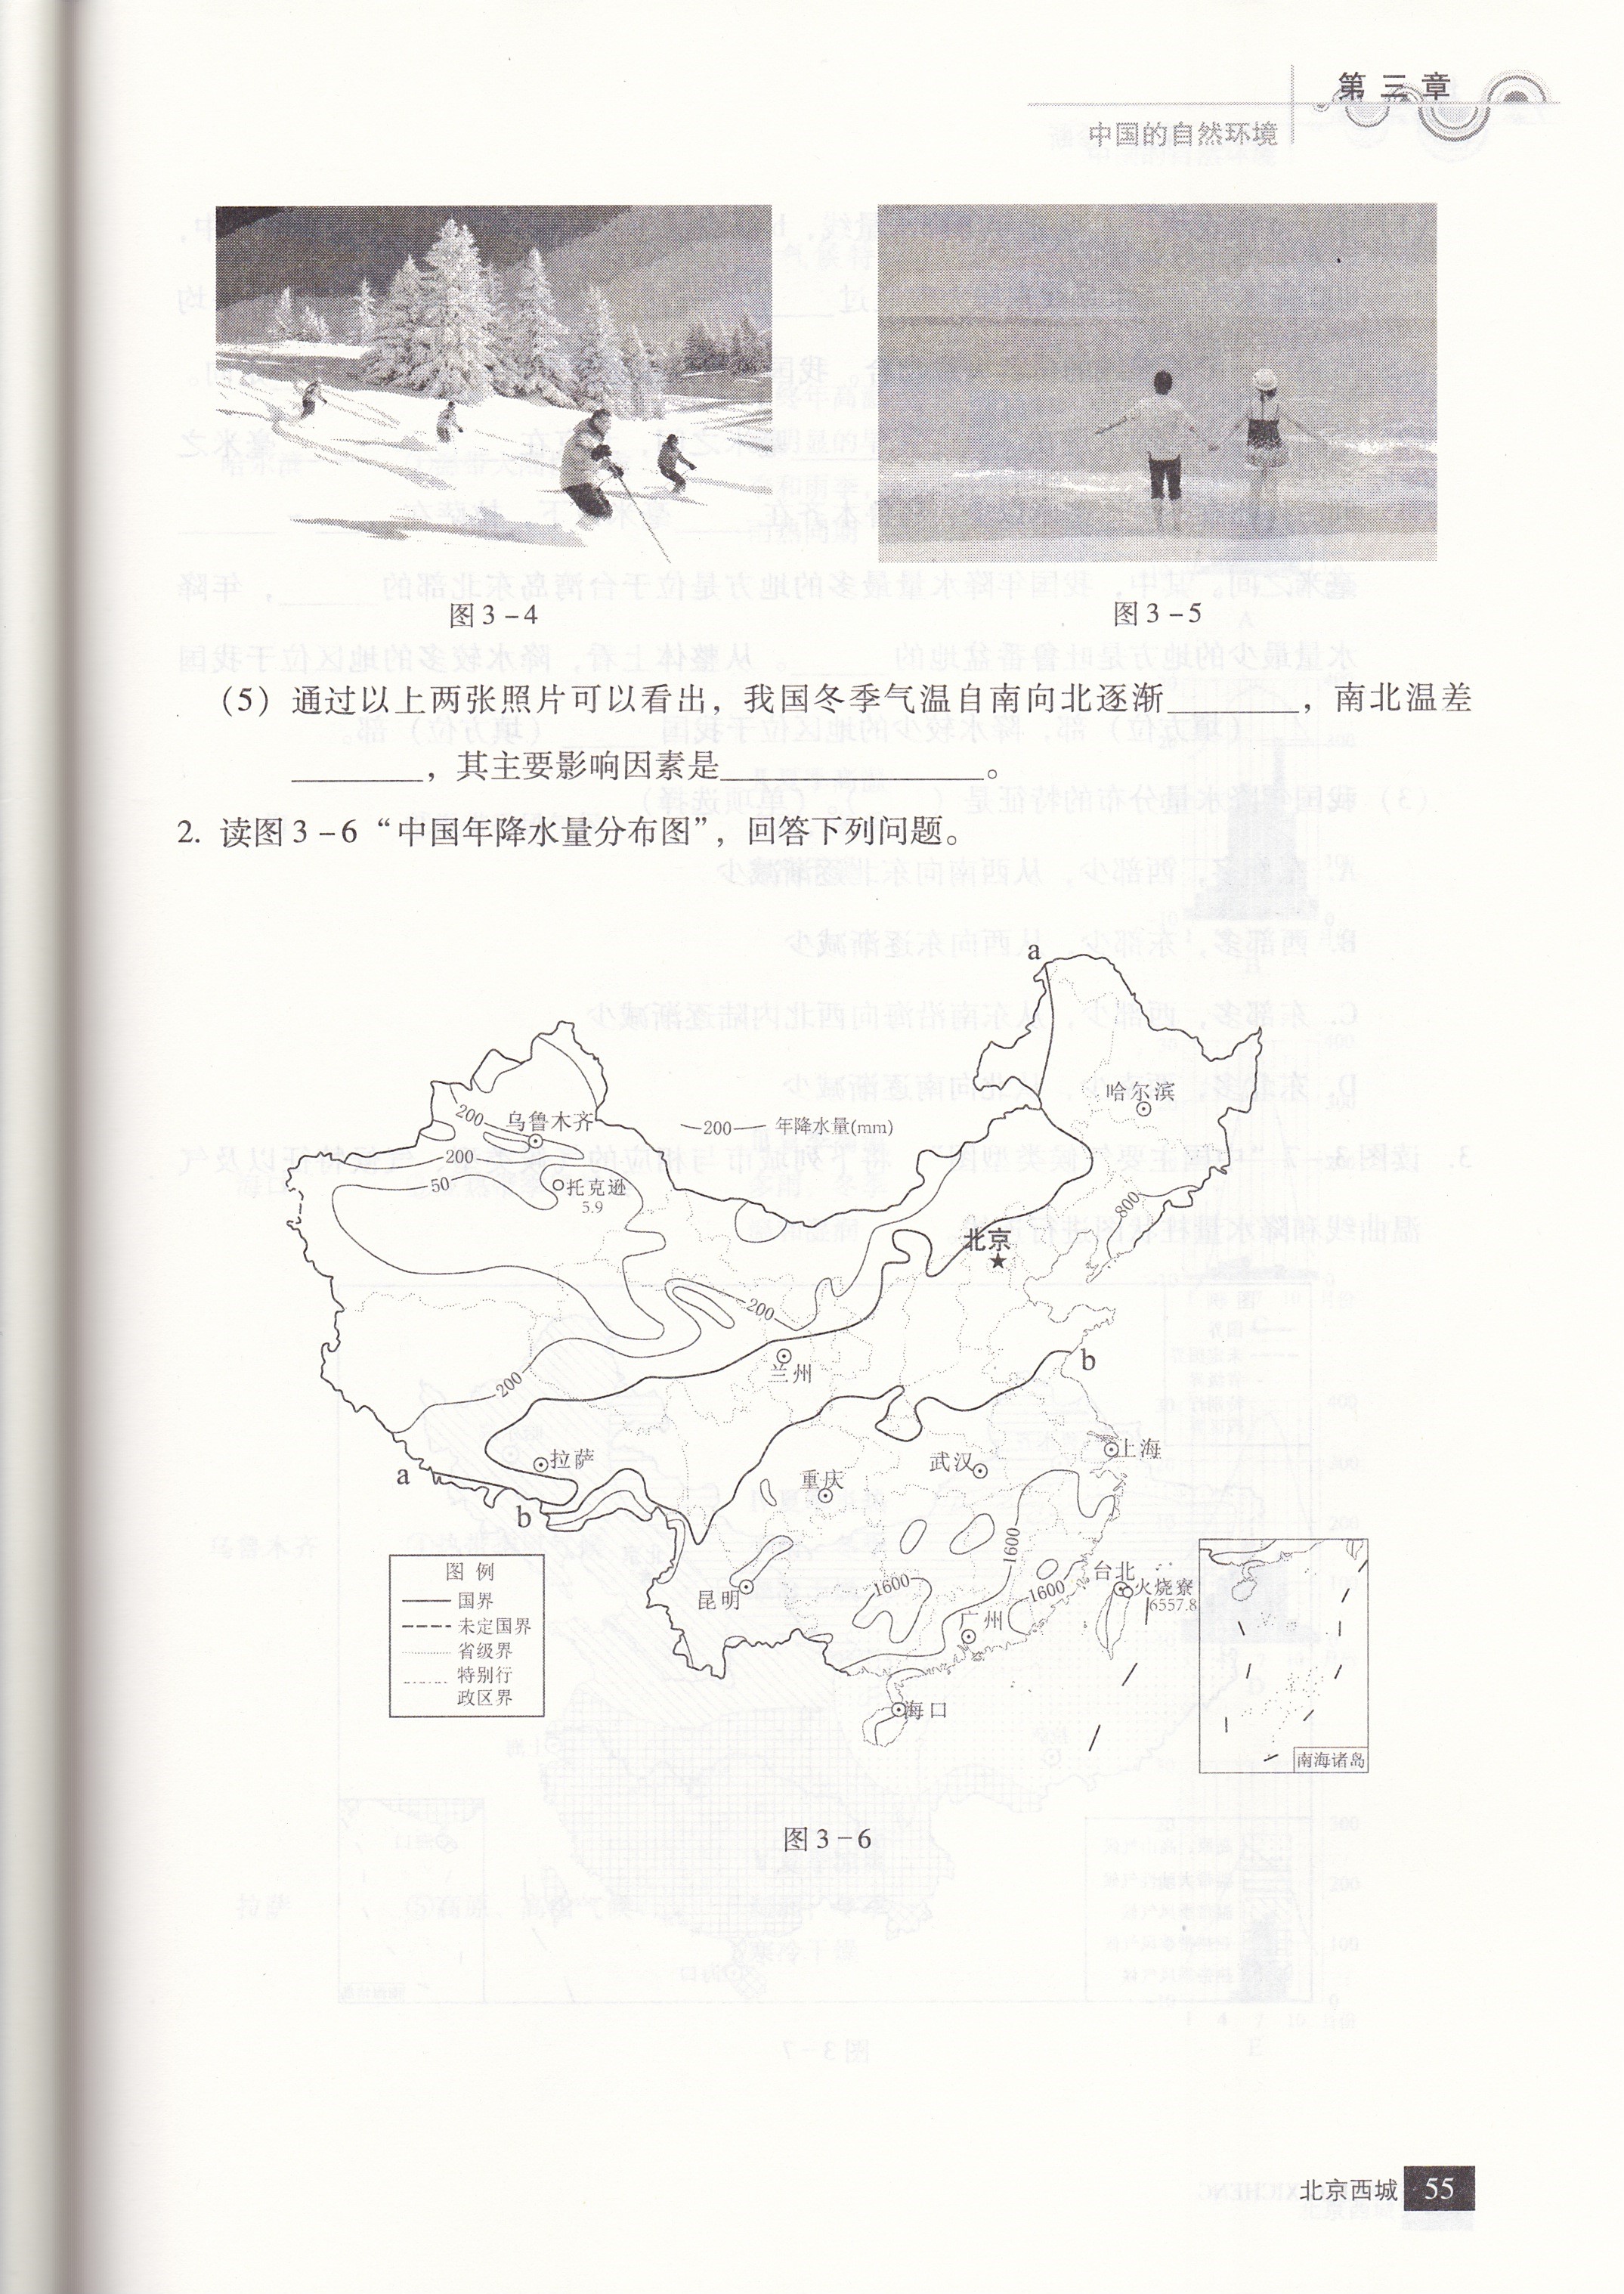 第三章
中国的自然环境
图3-4
图3-5
(5) 通过以上两张照片可以看出，我国冬季气温自南向北逐渐________，南北温差
________，其主要影响因素是________________。
2. 读图3-6“中国年降水量分布图”，回答下列问题。
a
哈尔滨
200
乌鲁木齐
—200— 年降水量(mm)
200
50
托克逊
5.9
800
北京
200
兰州
b
200
拉萨
上海
武汉
重庆
a
b
1600
台北
火烧寮
6557.8
1600
1600
昆明
广州
海口
图例
国界
未定国界
省级界
特别行
政区界
南海诸岛
图3-6
北京西城 55